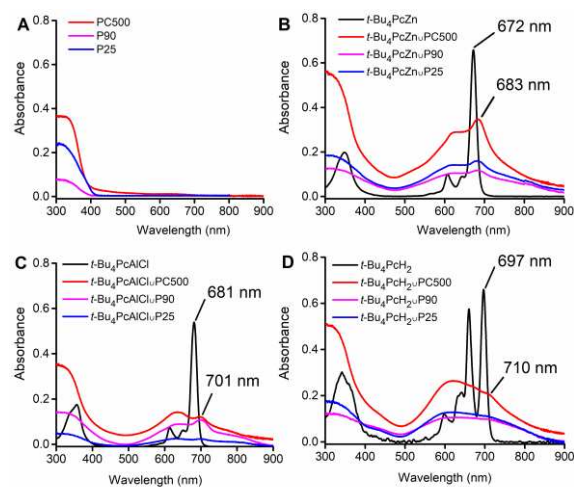 A
PC500
P90
P25
Absorbance
0.8
0.6
0.4
0.2
0.0
300 400 500 600 700 800 900
Wavelength (nm)
B
t-Bu4PcZn
t-Bu4PcZn∪PC500
t-Bu4PcZn∪P90
t-Bu4PcZn∪P25
672 nm
683 nm
Absorbance
0.8
0.6
0.4
0.2
0.0
300 400 500 600 700 800 900
Wavelength (nm)
C
t-Bu4PcAlCl
t-Bu4PcAlCl∪PC500
t-Bu4PcAlCl∪P90
t-Bu4PcAlCl∪P25
681 nm
701 nm
Absorbance
0.8
0.6
0.4
0.2
0.0
300 400 500 600 700 800 900
Wavelength (nm)
D
t-Bu4PcH2
t-Bu4PcH2∪PC500
t-Bu4PcH2∪P90
t-Bu4PcH2∪P25
697 nm
710 nm
Absorbance
0.8
0.6
0.4
0.2
0.0
300 400 500 600 700 800 900
Wavelength (nm)